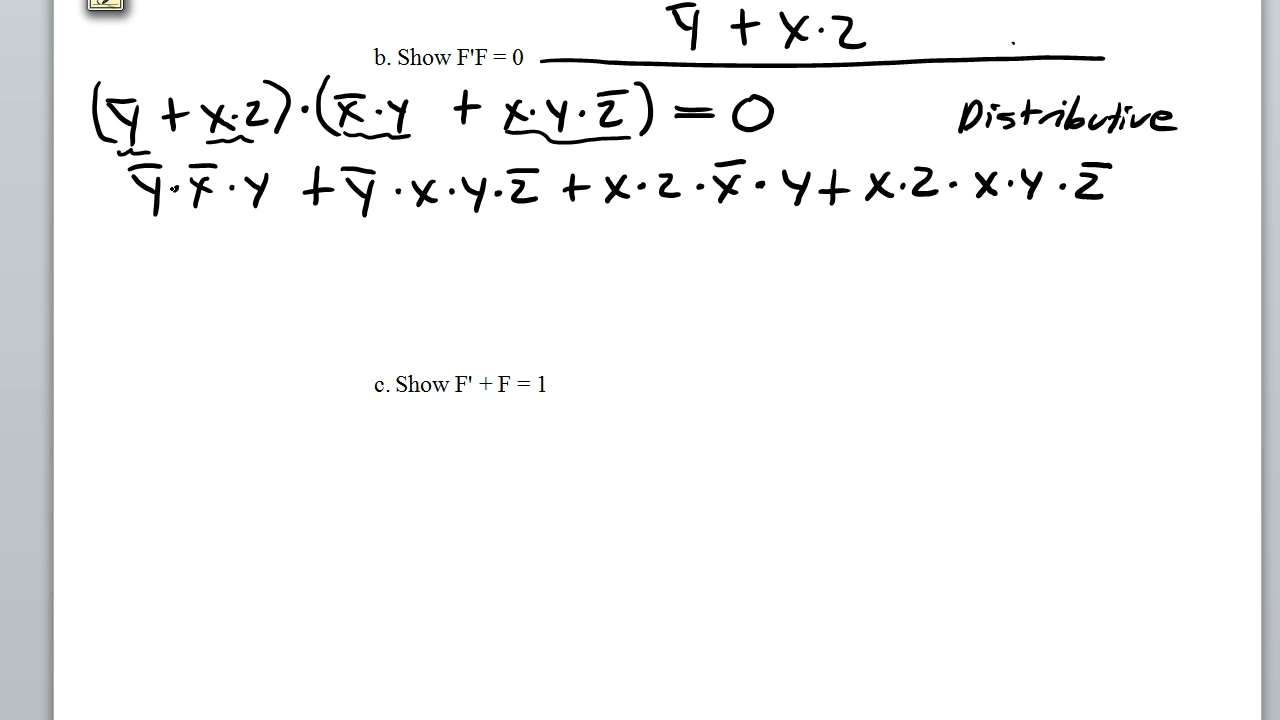 y̅ + x·z
b. Show F'F = 0
(y̅ + x·z)·(x̅·y + x·y·z̅) = 0 Distributive
y̅·x̅·y + y̅·x·y·z̅ + x·z·x̅·y + x·z·x·y·z̅
c. Show F' + F = 1